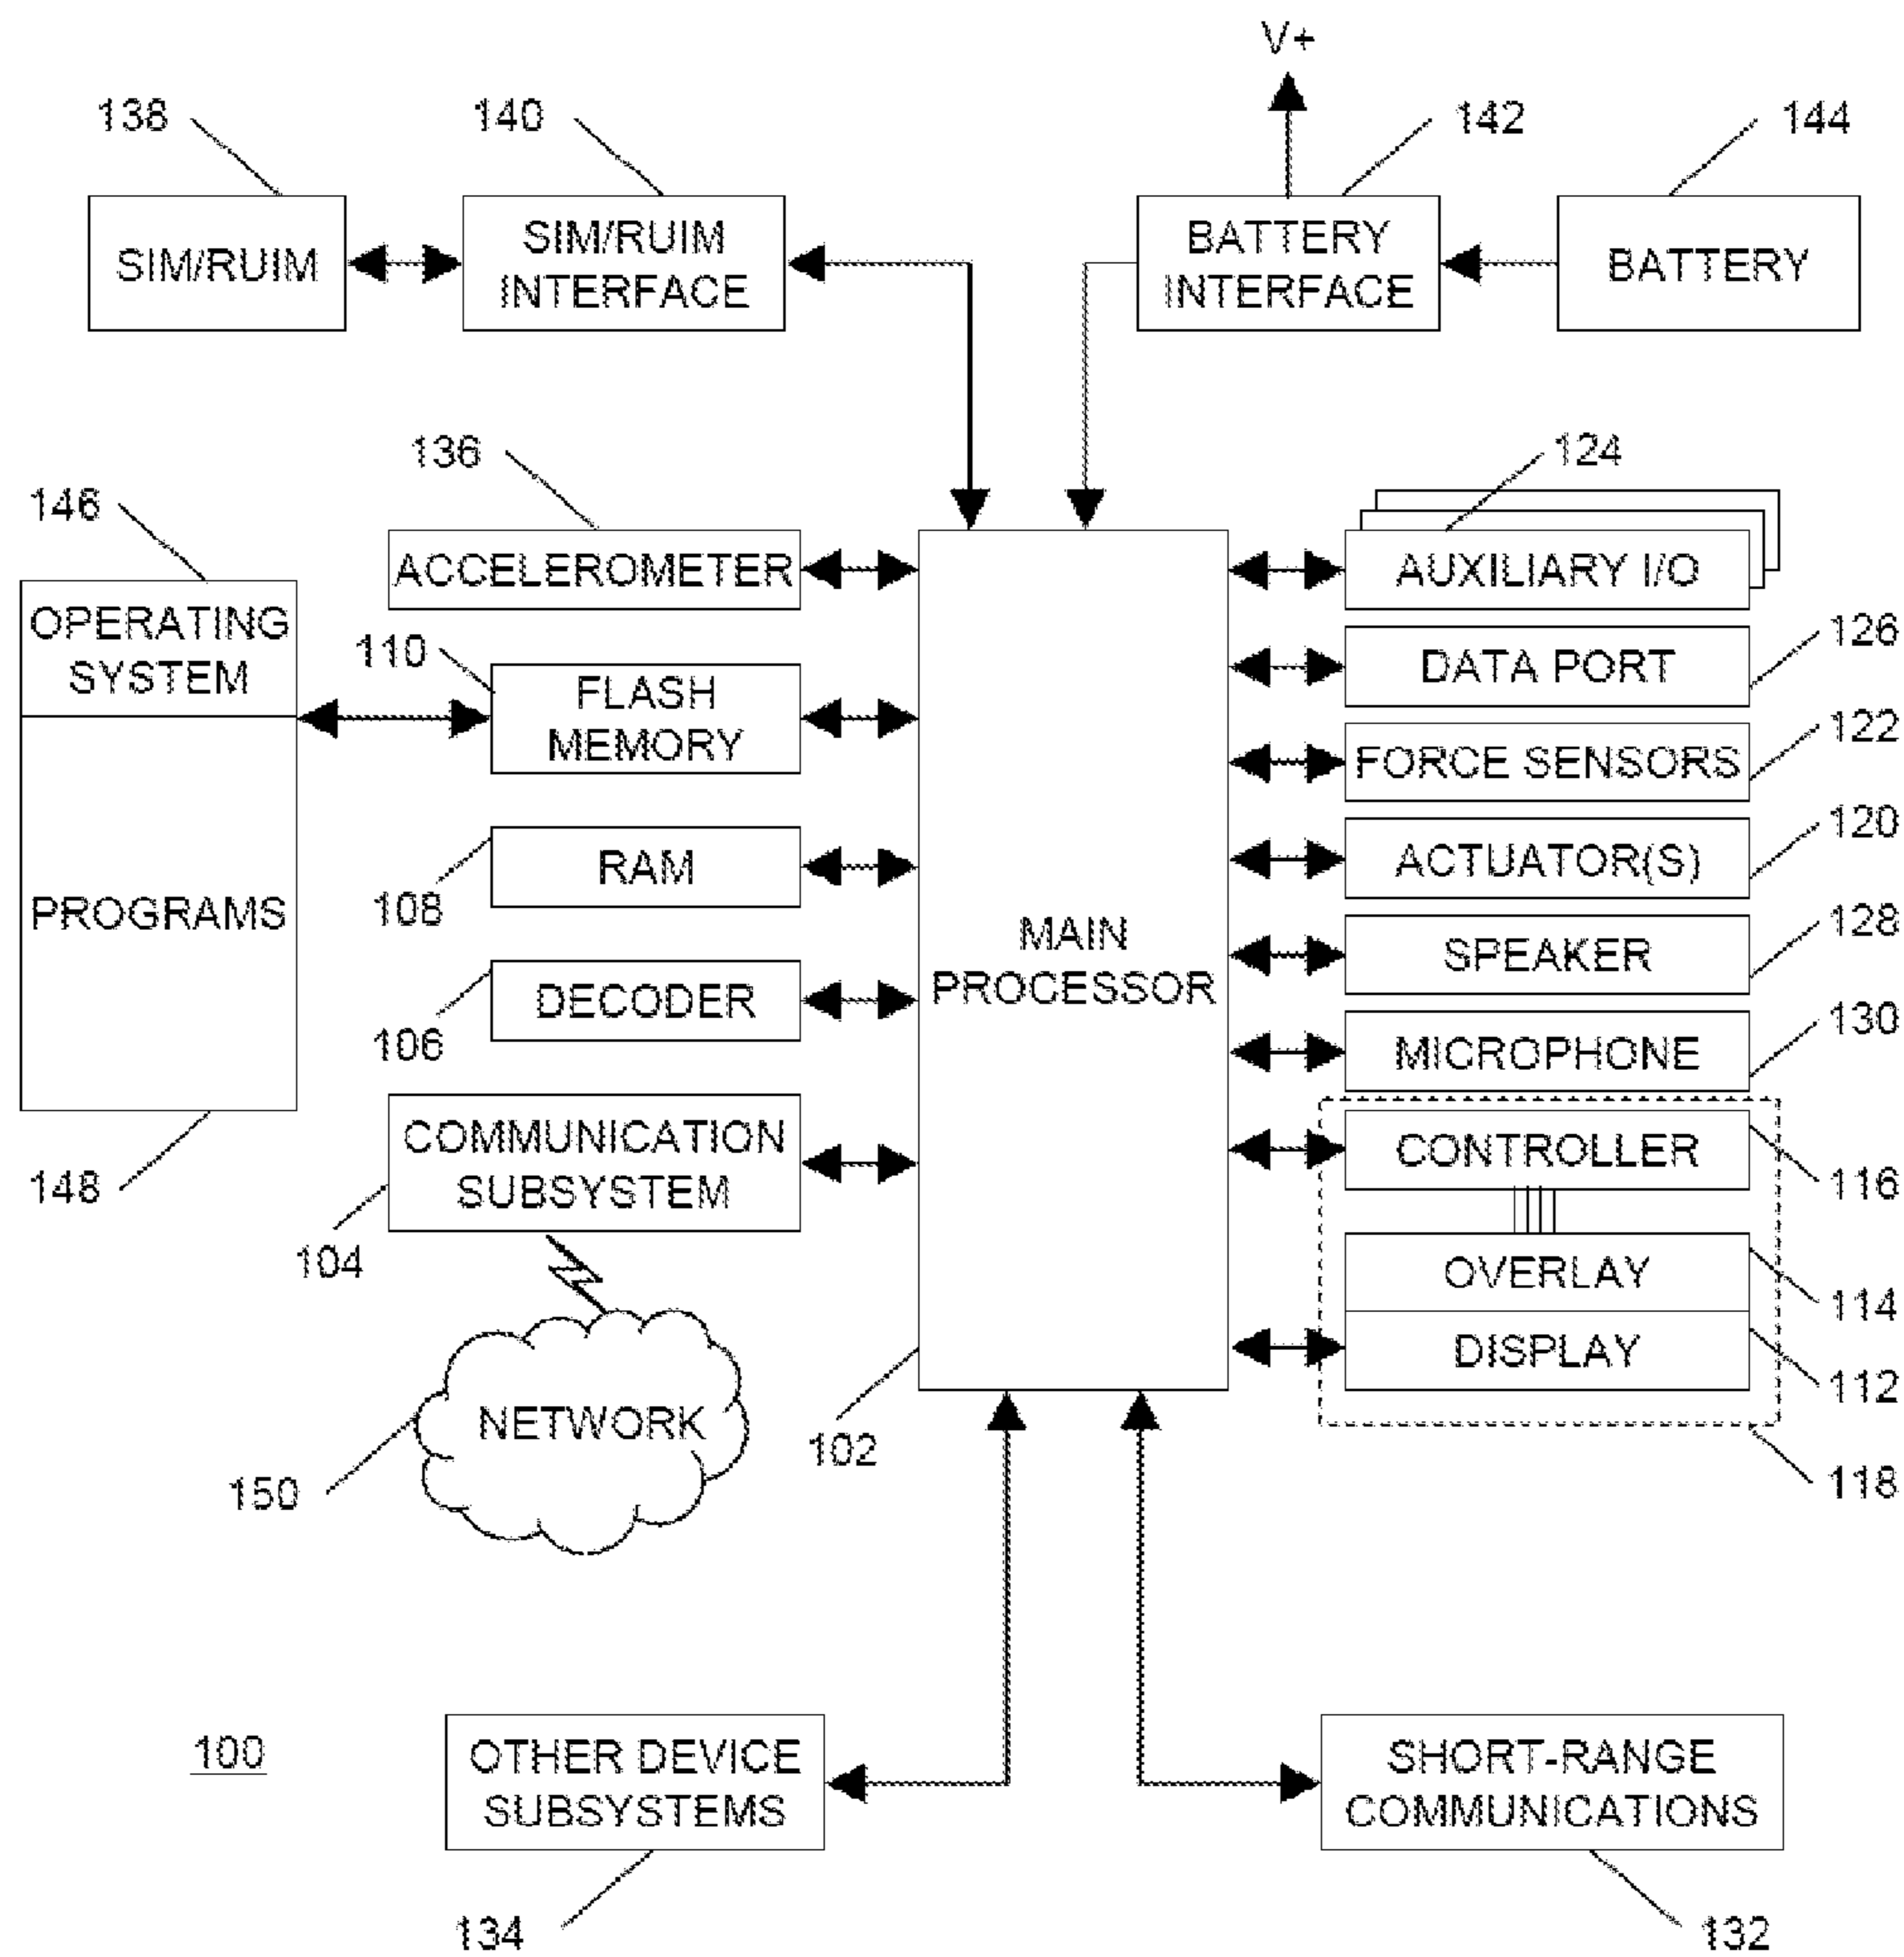 V+
138
140
142
144
SIM/RUIM
SIM/RUIM
INTERFACE
BATTERY
INTERFACE
BATTERY
136
124
146
ACCELEROMETER
AUXILIARY I/O
OPERATING
SYSTEM
110
FLASH
MEMORY
DATA PORT
126
FORCE SENSORS
122
PROGRAMS
RAM
108
ACTUATOR(S)
120
MAIN
PROCESSOR
SPEAKER
128
DECODER
106
MICROPHONE
130
COMMUNICATION
SUBSYSTEM
CONTROLLER
116
148
104
OVERLAY
114
DISPLAY
112
NETWORK
102
150
118
100
OTHER DEVICE
SUBSYSTEMS
SHORT-RANGE
COMMUNICATIONS
134
132